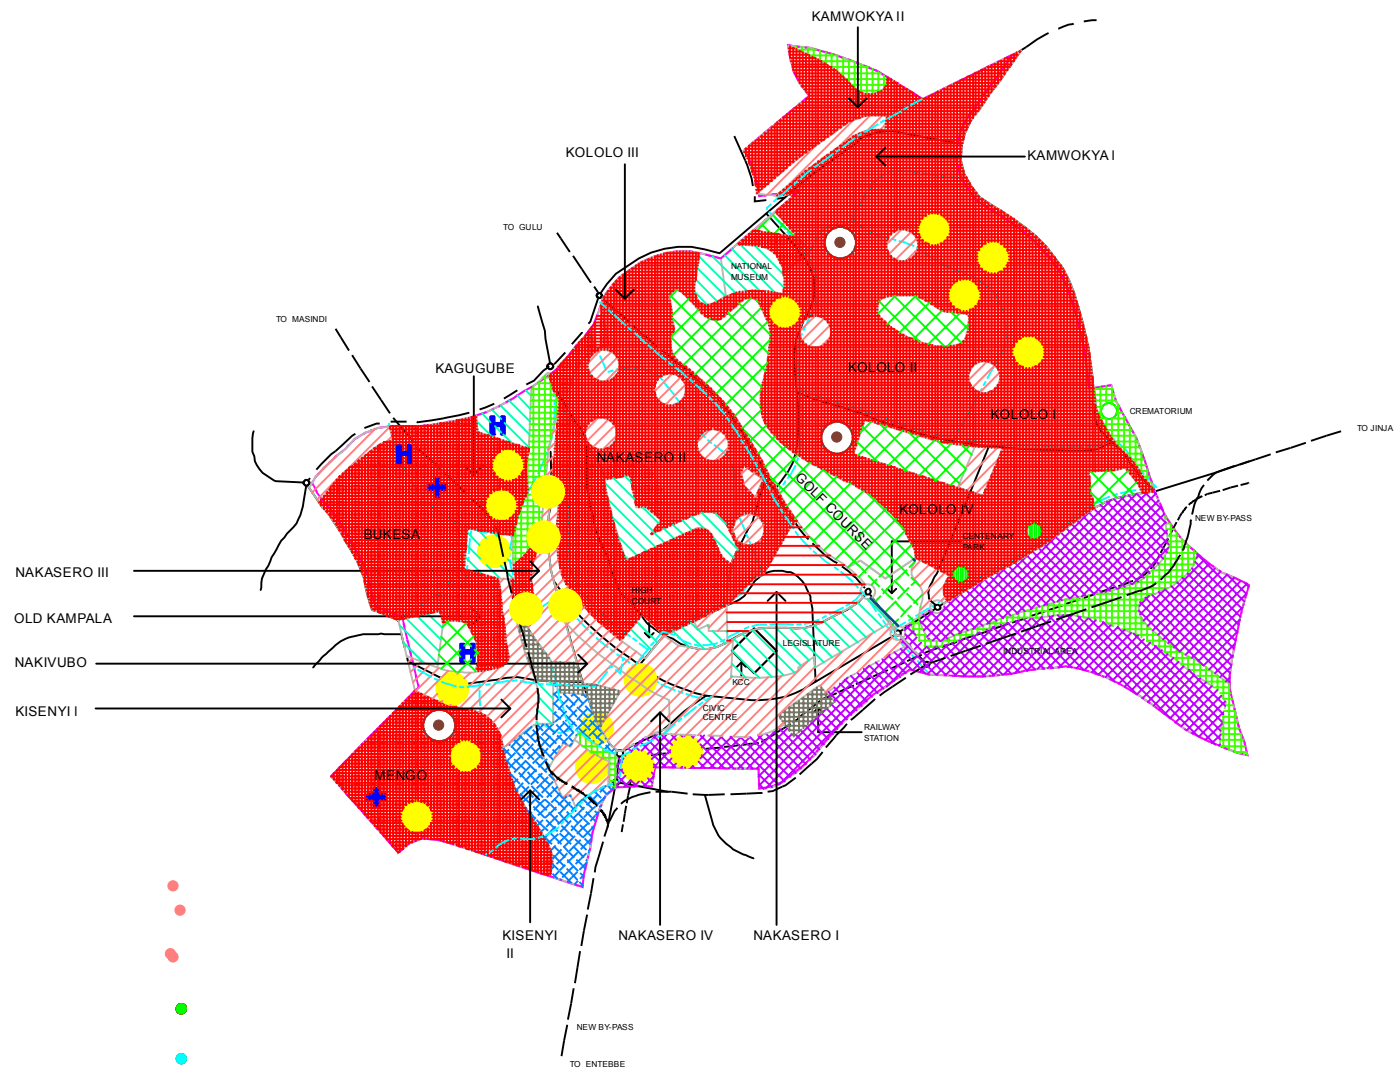 KAMWOKYA II
KOLOLO III
KAMWOKYA I
TO GULU
NATIONAL
MUSEUM
TO MASINDI
KAGUGUBE
KOLOLO II
KOLOLO I
CREMATORIUM
TO JINJA
NAKASERO II
GOLF COURSE
KOLOLO IV
NEW BY-PASS
BUKESA
CENTENARY
PARK
NAKASERO III
HIGH
COURT
OLD KAMPALA
LEGISLATURE
INDUSTRIAL AREA
NAKIVUBO
KCC
KISENYI I
CIVIC
CENTRE
RAILWAY
STATION
MENGO
H
H
H
KISENYI
II
NAKASERO IV
NAKASERO I
NEW BY-PASS
TO ENTEBBE